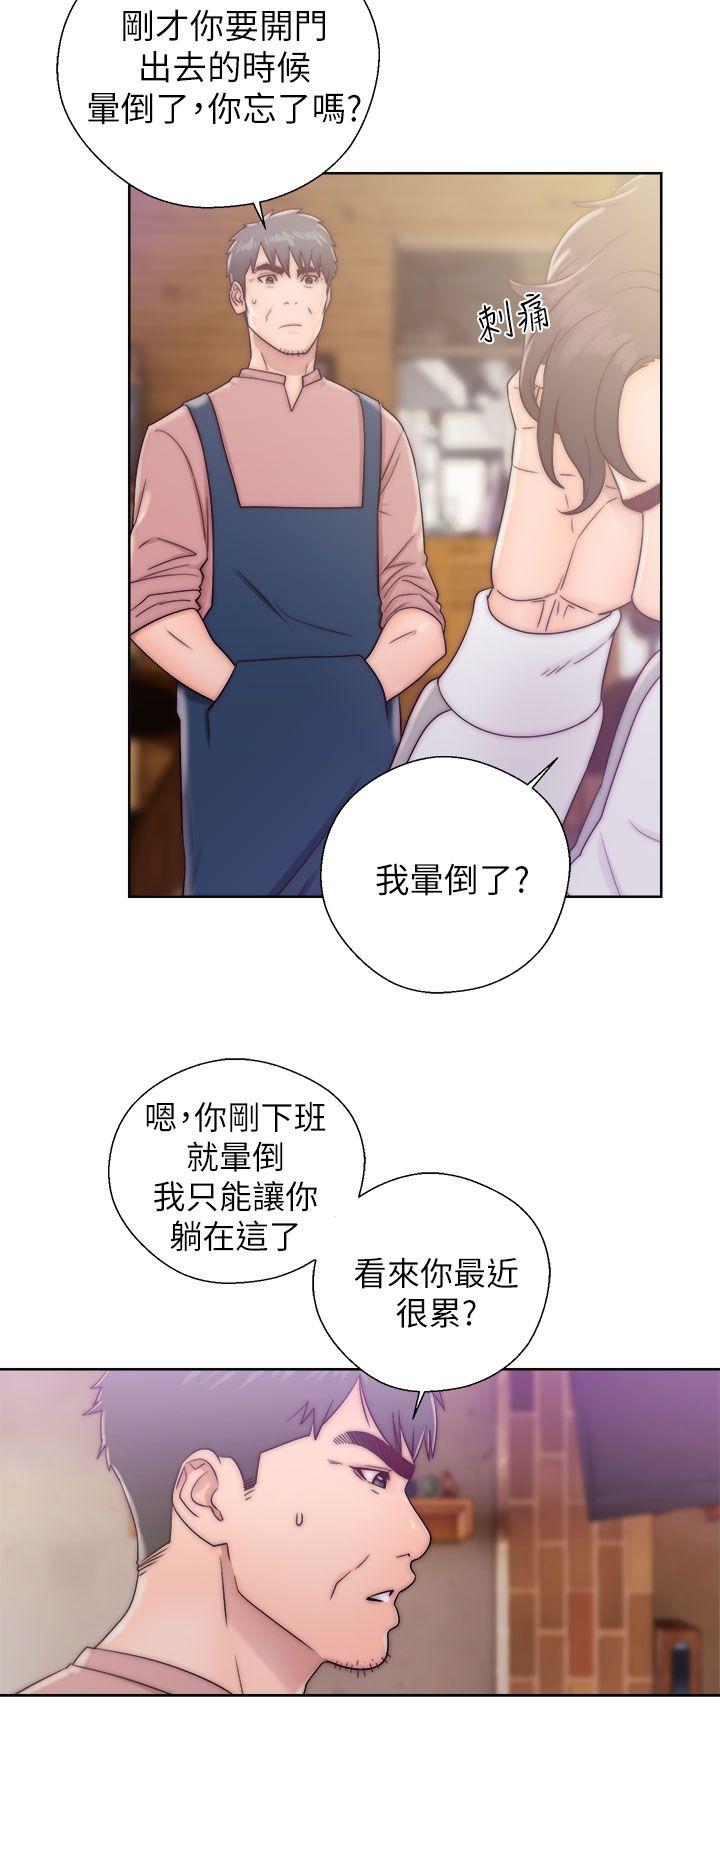 剛才你要開門
出去的時候
暈倒了，你忘了嗎？
刺痛
我暈倒了？
嗯，你剛下班
就暈倒
我只能讓你
躺在這了
看來你最近
很累？